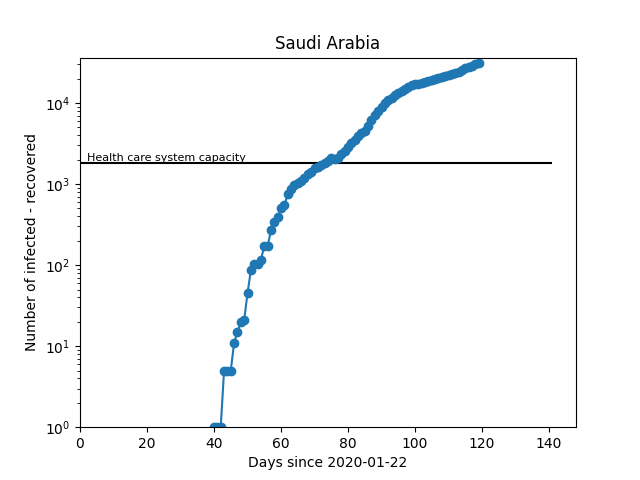 Saudi Arabia
Number of infected - recovered
10^4
10^3
10^2
10^1
10^0
Health care system capacity
0 20 40 60 80 100 120 140
Days since 2020-01-22